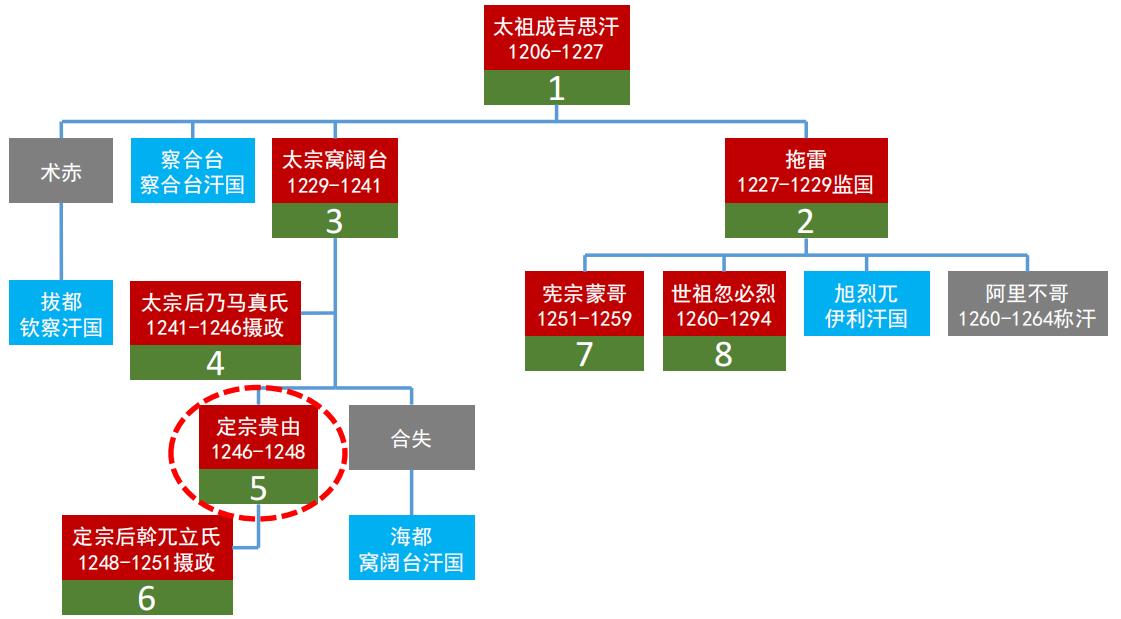 太祖成吉思汗
1206-1227
1
术赤
察合台
察合台汗国
太宗窝阔台
1229-1241
3
拖雷
1227-1229监国
2
拔都
钦察汗国
太宗后乃马真氏
1241-1246摄政
4
宪宗蒙哥
1251-1259
7
世祖忽必烈
1260-1294
8
旭烈兀
伊利汗国
阿里不哥
1260-1264称汗
定宗贵由
1246-1248
5
合失
定宗后斡兀立氏
1248-1251摄政
6
海都
窝阔台汗国